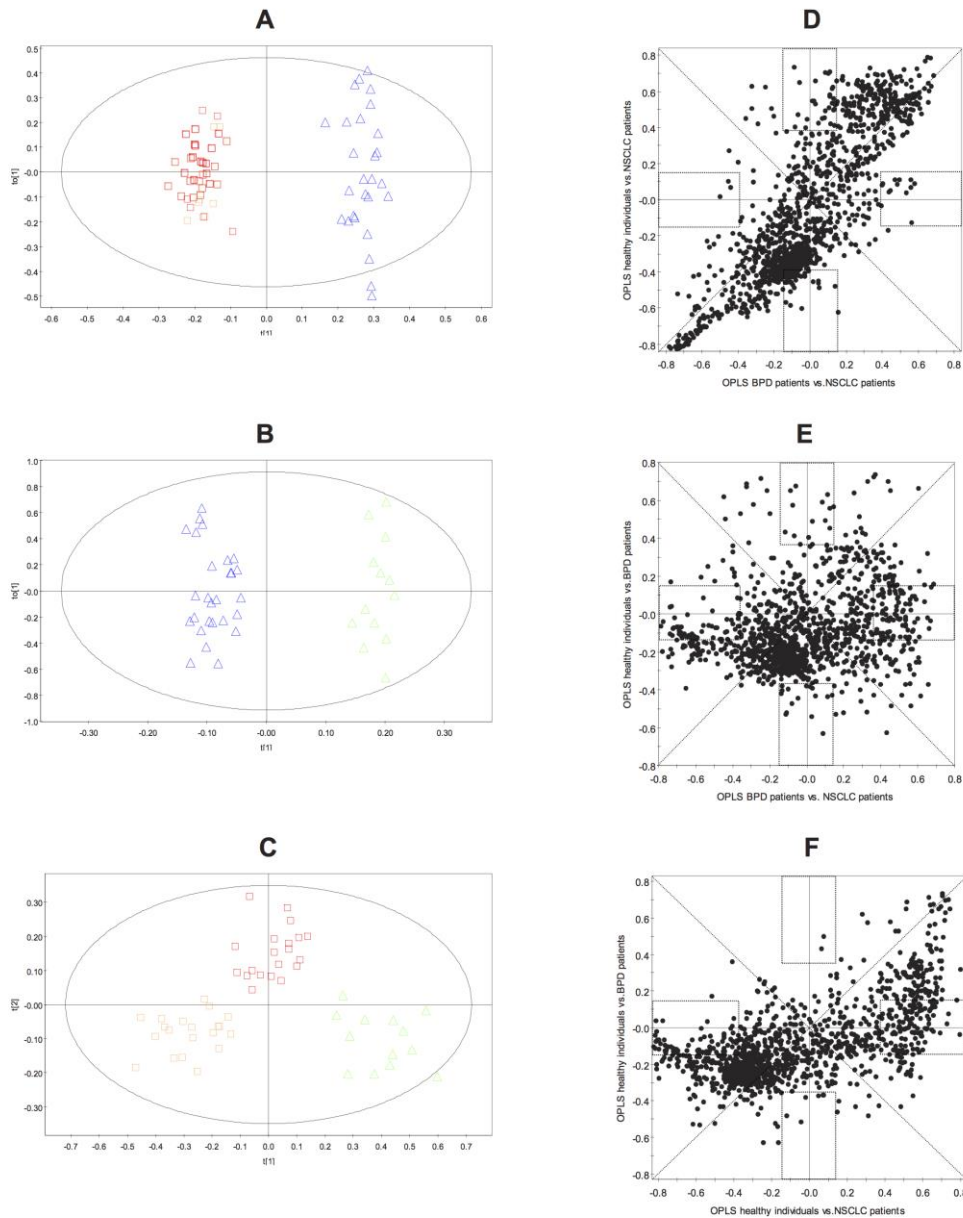 A
to[1]
0.5
0.4
0.3
0.2
0.1
-0.0
-0.1
-0.2
-0.3
-0.4
-0.5
-0.6 -0.5 -0.4 -0.3 -0.2 -0.1 0.0 0.1 0.2 0.3 0.4 0.5 0.6
t[1]
D
OPLS healthy individuals vs.NSCLC patients
0.8
0.6
0.4
0.2
-0.0
-0.2
-0.4
-0.6
-0.8
-0.8 -0.6 -0.4 -0.2 -0.0 0.2 0.4 0.6 0.8
OPLS BPD patients vs.NSCLC patients
B
to[1]
1.0
0.8
0.6
0.4
0.2
-0.0
-0.2
-0.4
-0.6
-0.8
-1.0
-0.30 -0.20 -0.10 -0.00 0.10 0.20 0.30
t[1]
E
OPLS healthy individuals vs.BPD patients
0.8
0.6
0.4
0.2
-0.0
-0.2
-0.4
-0.6
-0.8
-0.8 -0.6 -0.4 -0.2 -0.0 0.2 0.4 0.6 0.8
OPLS BPD patients vs. NSCLC patients
C
t[2]
0.30
0.20
0.10
-0.00
-0.10
-0.20
-0.30
-0.7 -0.6 -0.5 -0.4 -0.3 -0.2 -0.1 0.0 0.1 0.2 0.3 0.4 0.5 0.6 0.7
t[1]
F
OPLS healthy individuals vs.BPD patients
0.8
0.6
0.4
0.2
-0.0
-0.2
-0.4
-0.6
-0.8
-0.8 -0.6 -0.4 -0.2 -0.0 0.2 0.4 0.6 0.8
OPLS healthy individuals vs.NSCLC patients